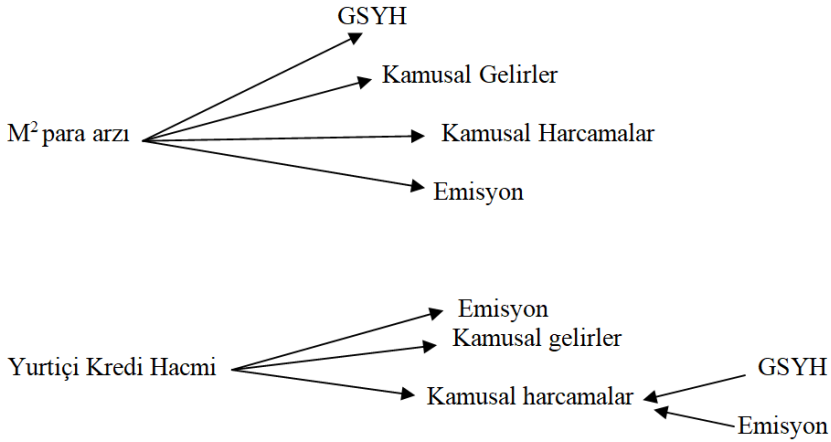 GSYH
Kamusal Gelirler
M² para arzı
Kamusal Harcamalar
Emisyon
Emisyon
Kamusal gelirler
Yurtiçi Kredi Hacmi
GSYH
Kamusal harcamalar
Emisyon